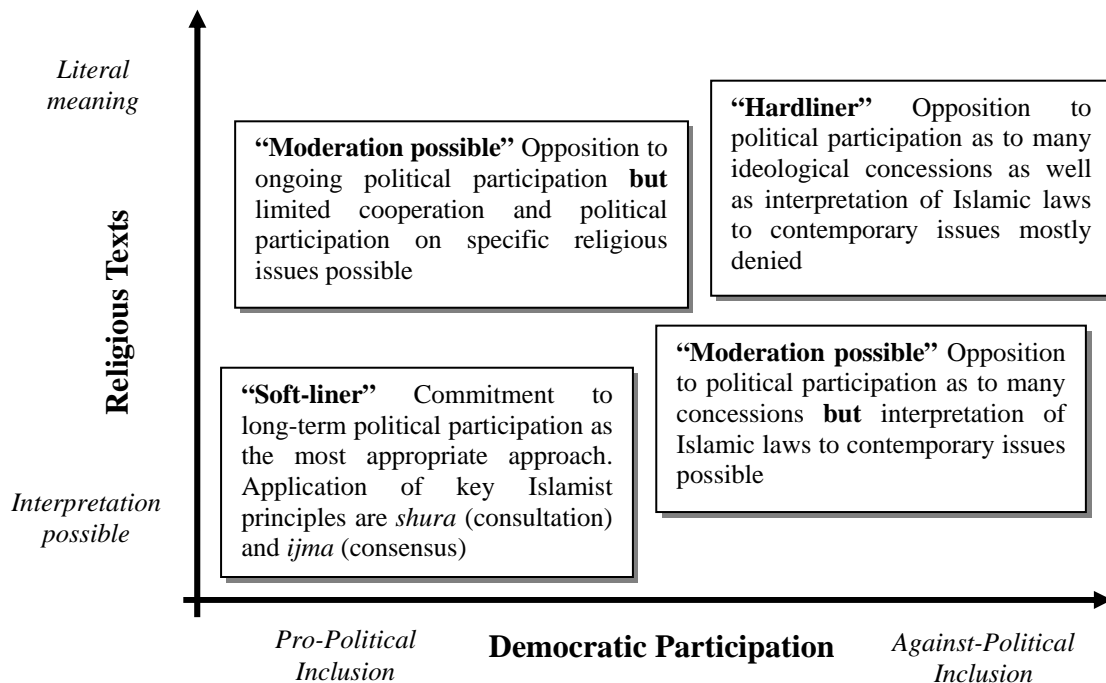 Literal
meaning
“Hardliner” Opposition to
political participation as to many
ideological concessions as well
as interpretation of Islamic laws
to contemporary issues mostly
denied
“Moderation possible” Opposition to
ongoing political participation but
limited cooperation and political
participation on specific religious
issues possible
Religious Texts
“Moderation possible” Opposition
to political participation as to many
concessions but interpretation of
Islamic laws to contemporary issues
possible
“Soft-liner” Commitment to
long-term political participation as
the most appropriate approach.
Application of key Islamist
principles are shura (consultation)
and ijma (consensus)
Interpretation
possible
Pro-Political
Inclusion
Democratic Participation
Against-Political
Inclusion